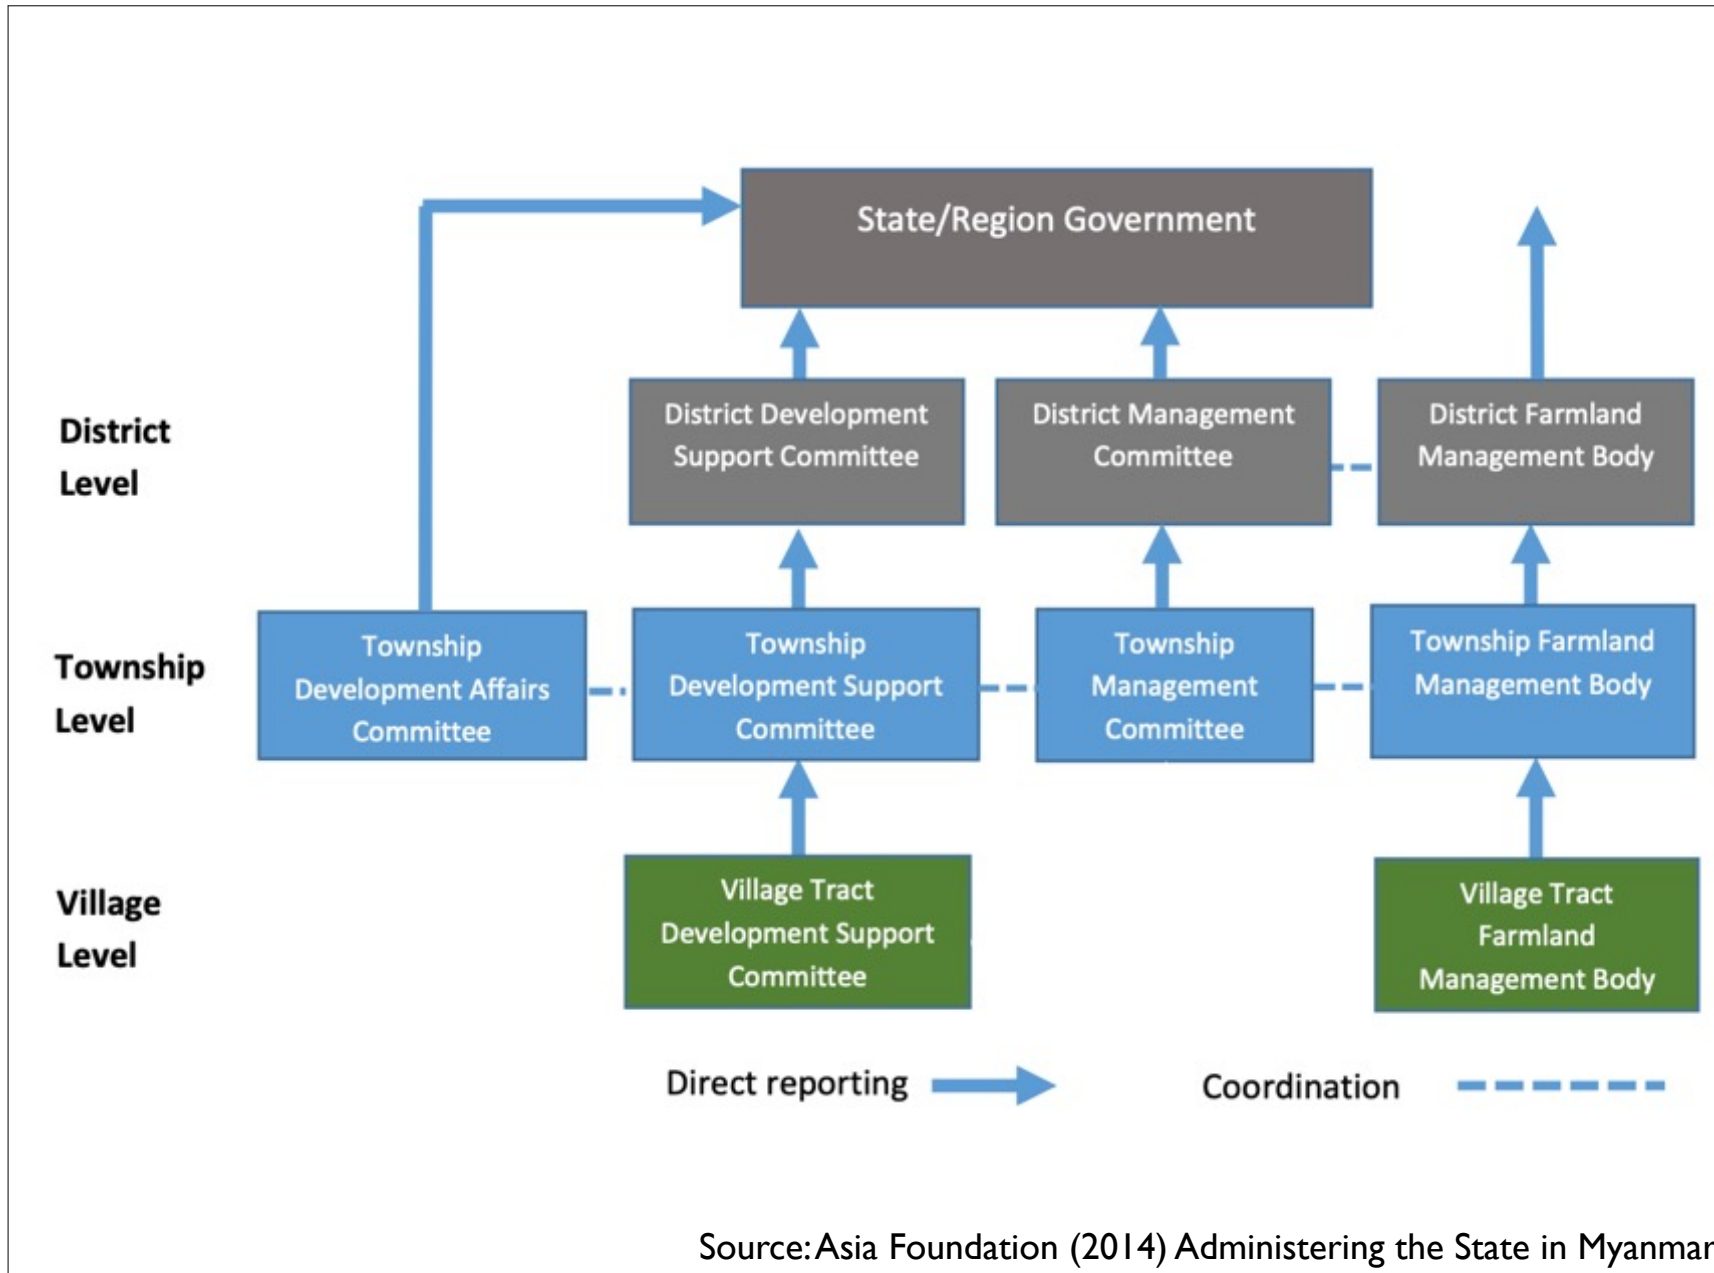 State/Region Government
District
Level
District Development
Support Committee
District Management
Committee
District Farmland
Management Body
Township
Level
Township
Development Affairs
Committee
Township
Development Support
Committee
Township
Management
Committee
Township Farmland
Management Body
Village
Level
Village Tract
Development Support
Committee
Village Tract
Farmland
Management Body
Direct reporting
Coordination
Source: Asia Foundation (2014) Administering the State in Myanmar